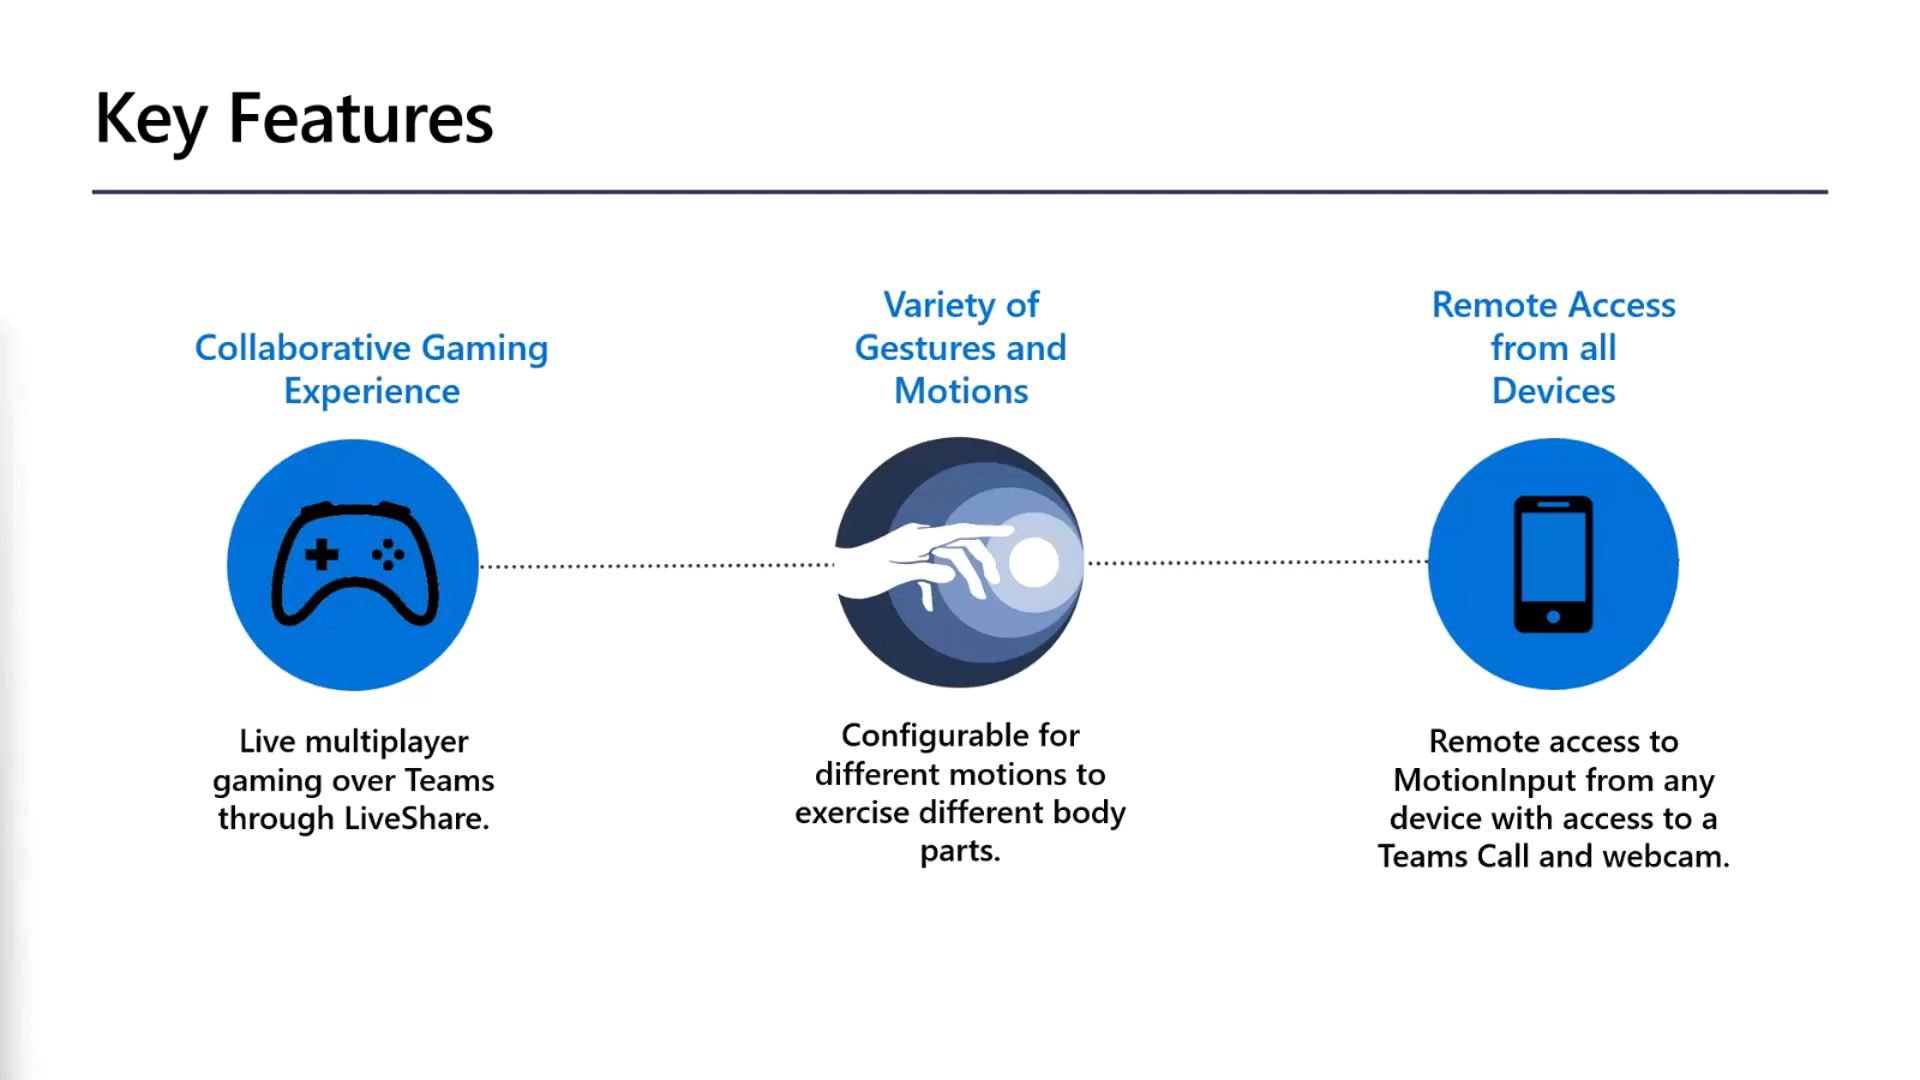 Key Features
Collaborative Gaming
Experience
Live multiplayer
gaming over Teams
through LiveShare.
Variety of
Gestures and
Motions
Configurable for
different motions to
exercise different body
parts.
Remote Access
from all
Devices
Remote access to
MotionInput from any
device with access to a
Teams Call and webcam.